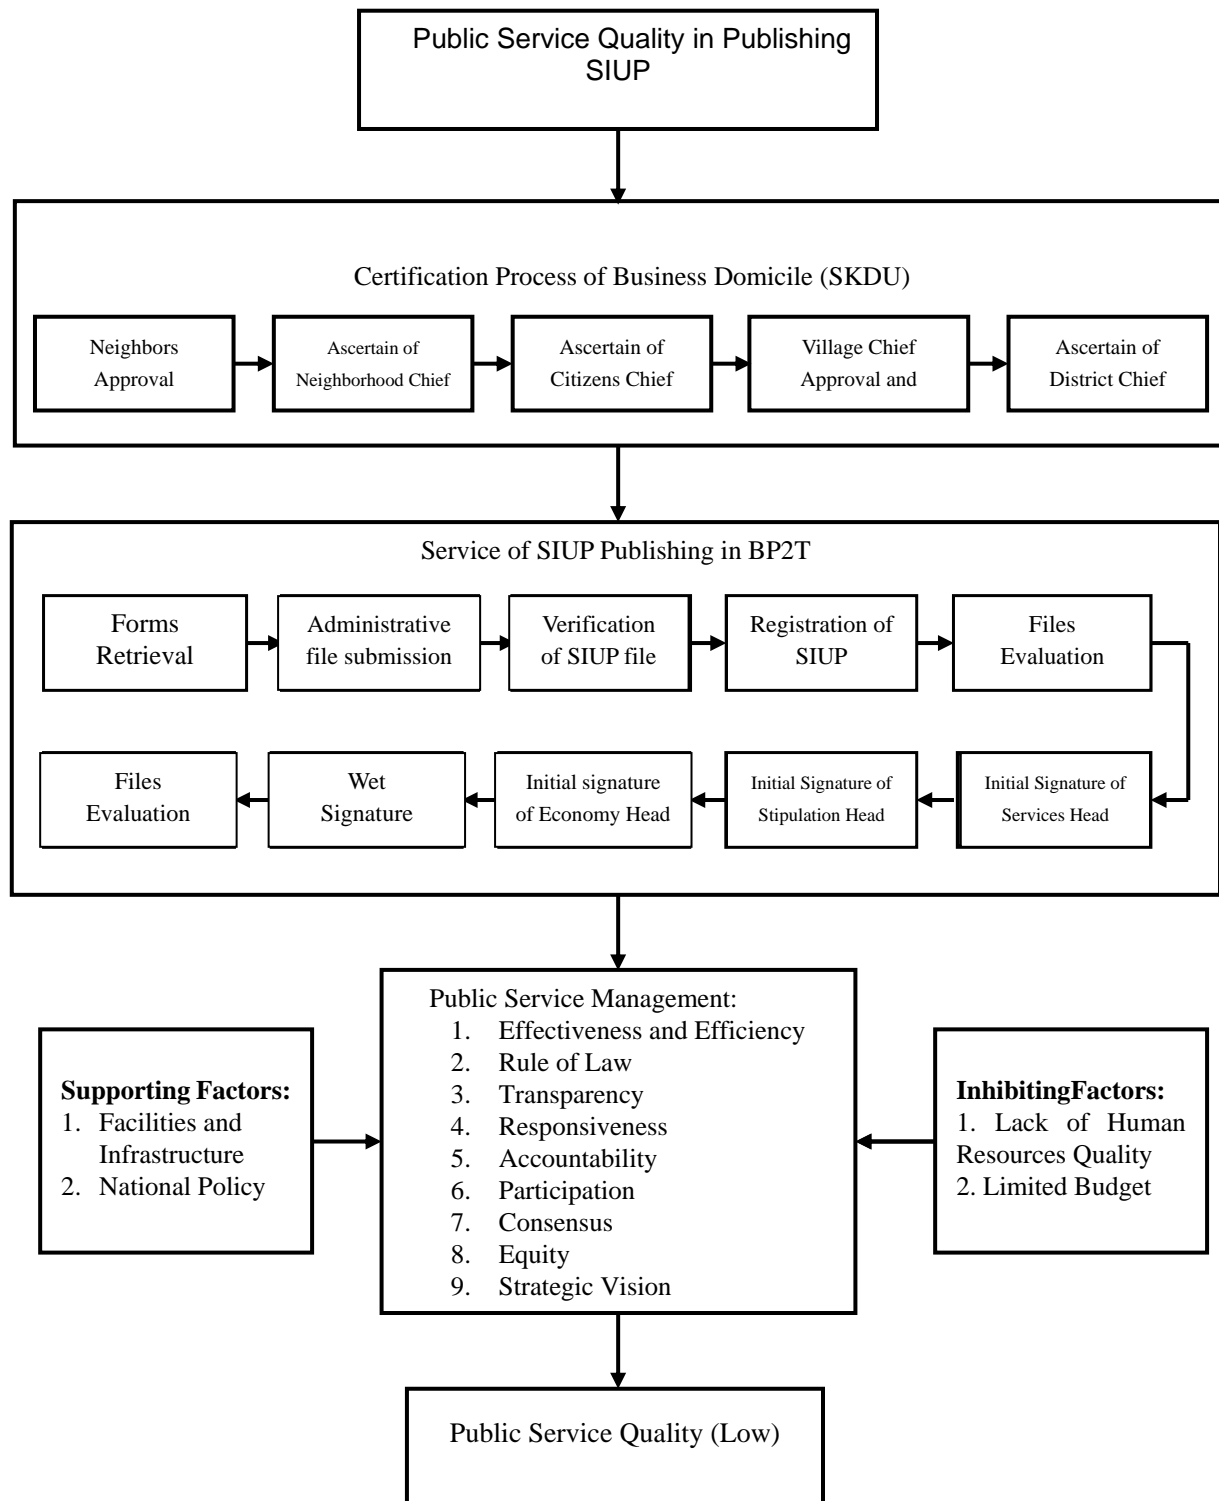 Public Service Quality in Publishing
SIUP
Certification Process of Business Domicile (SKDU)
Neighbors
Approval
Ascertain of
Neighborhood Chief
Ascertain of
Citizens Chief
Village Chief
Approval and
Ascertain of
District Chief
Service of SIUP Publishing in BP2T
Forms
Retrieval
Administrative
file submission
Verification
of SIUP file
Registration of
SIUP
Files
Evaluation
Files
Evaluation
Wet
Signature
Initial signature
of Economy Head
Initial Signature of
Stipulation Head
Initial Signature of
Services Head
Public Service Management:
1. Effectiveness and Efficiency
2. Rule of Law
3. Transparency
4. Responsiveness
5. Accountability
6. Participation
7. Consensus
8. Equity
9. Strategic Vision
Supporting Factors:
1. Facilities and
Infrastructure
2. National Policy
InhibitingFactors:
1. Lack of Human
Resources Quality
2. Limited Budget
Public Service Quality (Low)